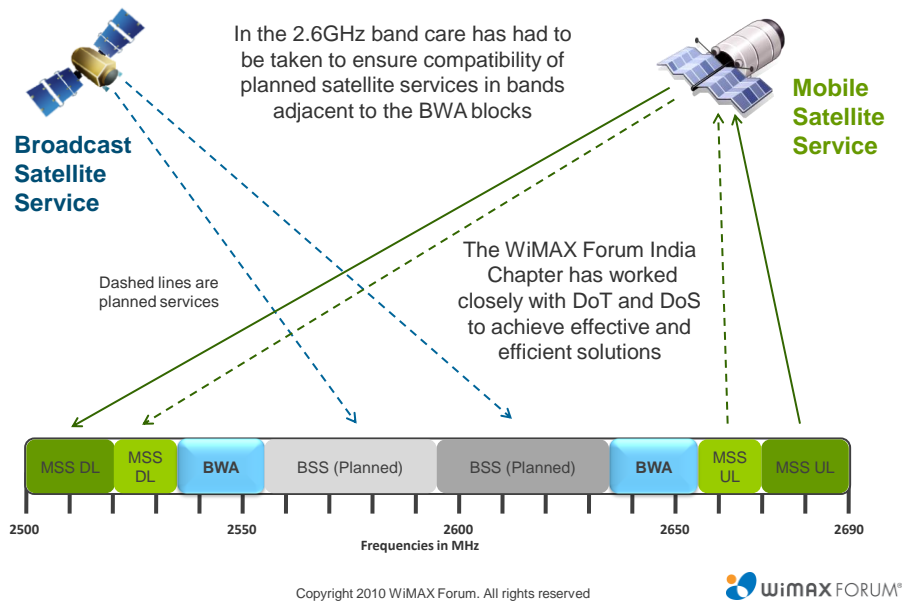 In the 2.6GHz band care has had to
be taken to ensure compatibility of
planned satellite services in bands
adjacent to the BWA blocks
Broadcast
Satellite
Service
Mobile
Satellite
Service
Dashed lines are
planned services
The WiMAX Forum India
Chapter has worked
closely with DoT and DoS
to achieve effective and
efficient solutions
MSS DL
MSS
DL
BWA
BSS (Planned)
BSS (Planned)
BWA
MSS
UL
MSS UL
2500
2550
2600
2650
2690
Frequencies in MHz
Copyright 2010 WiMAX Forum. All rights reserved
WiMAX FORUM®